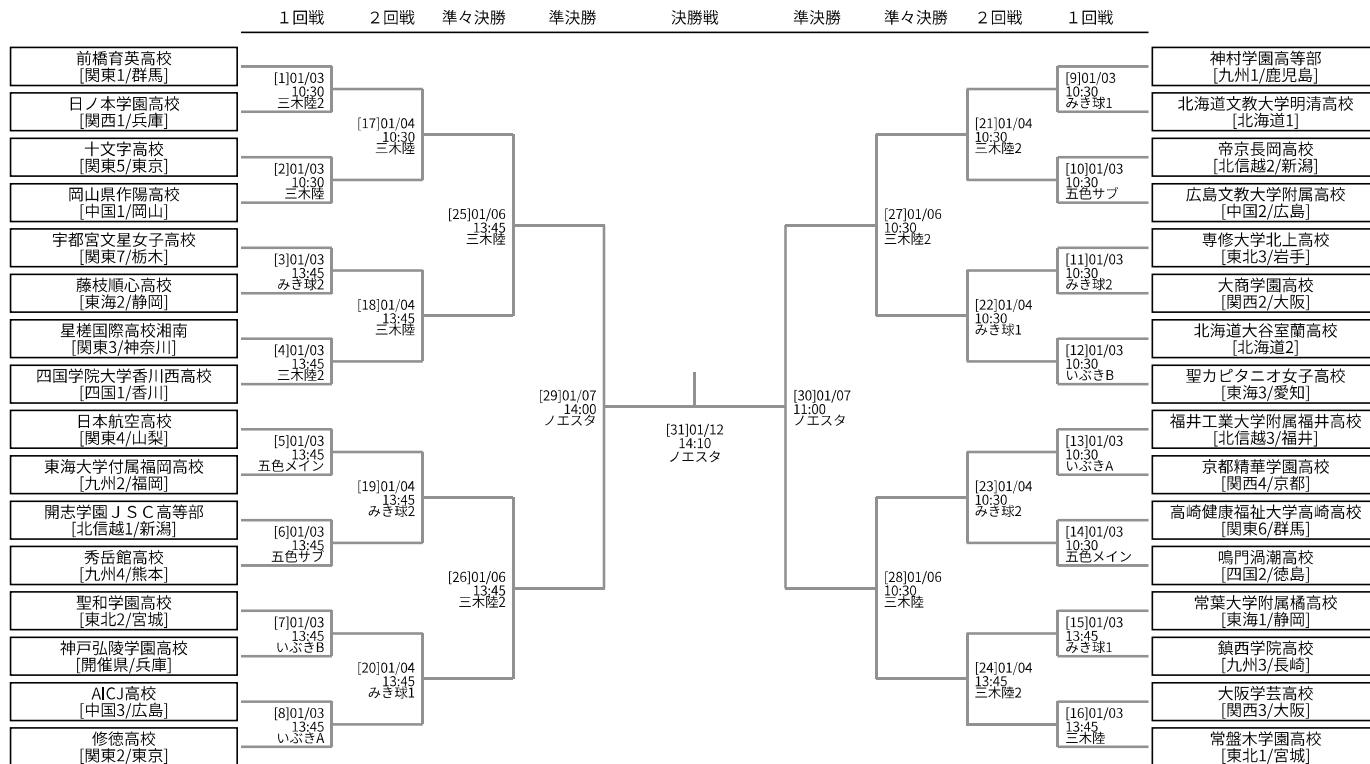 １回戦 ２回戦 準々決勝 準決勝 決勝戦 準決勝 準々決勝 ２回戦 １回戦
前橋育英高校
[関東1/群馬]
日ノ本学園高校
[関西1/兵庫]
十文字高校
[関東5/東京]
岡山県作陽高校
[中国1/岡山]
宇都宮文星女子高校
[関東7/栃木]
藤枝順心高校
[東海2/静岡]
星槎国際高校湘南
[関東3/神奈川]
四国学院大学香川西高校
[四国1/香川]
日本航空高校
[関東4/山梨]
東海大学付属福岡高校
[九州2/福岡]
開志学園ＪＳＣ高等部
[北信越1/新潟]
秀岳館高校
[九州4/熊本]
聖和学園高校
[東北2/宮城]
神戸弘陵学園高校
[開催県/兵庫]
AICJ高校
[中国3/広島]
修徳高校
[関東2/東京]
[1]01/03
10:30
三木陸2
[2]01/03
10:30
三木陸
[3]01/03
13:45
みき球2
[4]01/03
13:45
三木陸2
[5]01/03
13:45
五色メイン
[6]01/03
13:45
五色サブ
[7]01/03
13:45
いぶきB
[8]01/03
13:45
いぶきA
[17]01/04
10:30
三木陸
[18]01/04
13:45
三木陸
[19]01/04
13:45
みき球2
[20]01/04
13:45
みき球1
[25]01/06
13:45
三木陸
[26]01/06
13:45
三木陸2
[29]01/07
14:00
ノエスタ
[31]01/12
14:10
ノエスタ
[30]01/07
11:00
ノエスタ
[27]01/06
10:30
三木陸2
[28]01/06
10:30
三木陸
[21]01/04
10:30
三木陸2
[22]01/04
10:30
みき球1
[23]01/04
10:30
みき球2
[24]01/04
13:45
三木陸2
[9]01/03
10:30
みき球1
[10]01/03
10:30
五色サブ
[11]01/03
10:30
みき球2
[12]01/03
10:30
いぶきB
[13]01/03
10:30
いぶきA
[14]01/03
10:30
五色メイン
[15]01/03
13:45
みき球1
[16]01/03
13:45
三木陸
神村学園高等部
[九州1/鹿児島]
北海道文教大学明清高校
[北海道1]
帝京長岡高校
[北信越2/新潟]
広島文教大学附属高校
[中国2/広島]
専修大学北上高校
[東北3/岩手]
大商学園高校
[関西2/大阪]
北海道大谷室蘭高校
[北海道2]
聖カピタニオ女子高校
[東海3/愛知]
福井工業大学附属福井高校
[北信越3/福井]
京都精華学園高校
[関西4/京都]
高崎健康福祉大学高崎高校
[関東6/群馬]
鳴門渦潮高校
[四国2/徳島]
常葉大学附属橘高校
[東海1/静岡]
鎮西学院高校
[九州3/長崎]
大阪学芸高校
[関西3/大阪]
常盤木学園高校
[東北1/宮城]